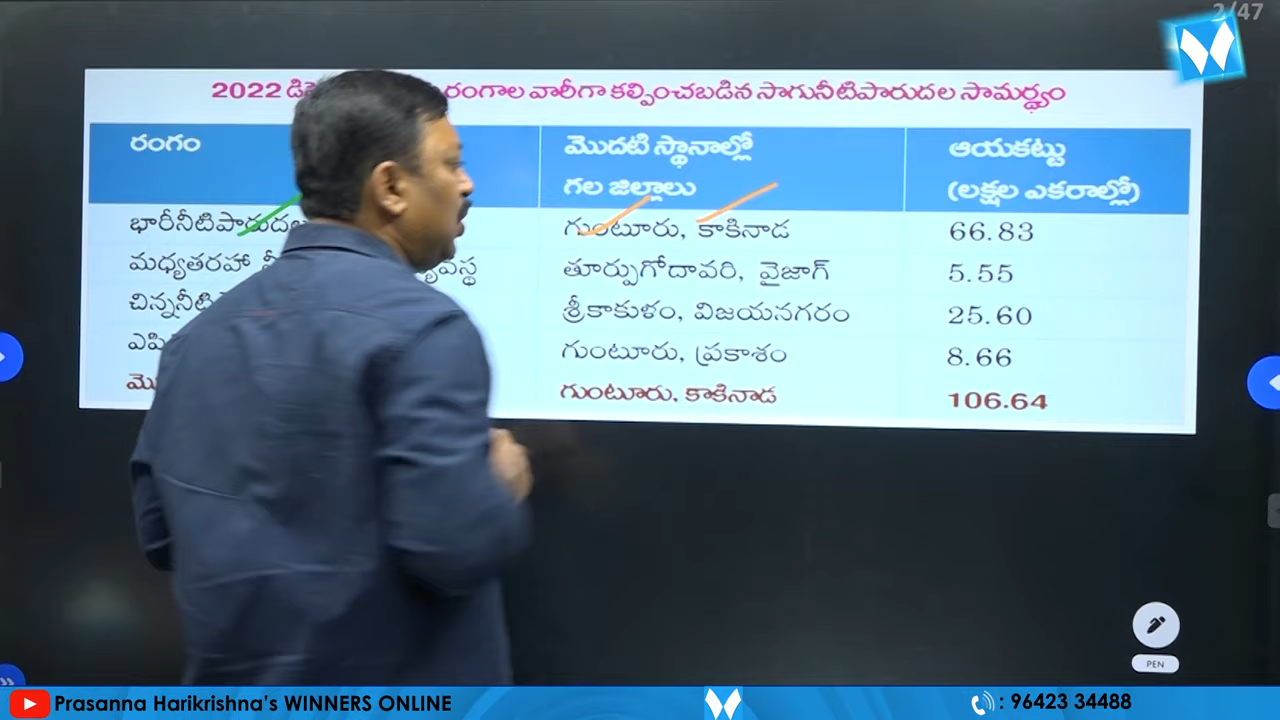 2/47
2022 రంగాల వారీగా కల్పించబడిన సాగునీటిపారుదల సామర్థ్యం
రంగం మొదటి స్థానాల్లో గల జిల్లాలు ఆయకట్టు (లక్షల ఎకరాల్లో)
భారీనీటిపారుదల గుంటూరు, కాకినాడ 66.83
మధ్యతరహా తూర్పుగోదావరి, వైజాగ్ 5.55
శ్రీకాకుళం, విజయనగరం 25.60
గుంటూరు, ప్రకాశం 8.66
గుంటూరు, కాకినాడ 106.64
PEN
Prasanna Harikrishna's WINNERS ONLINE : 96423 34488